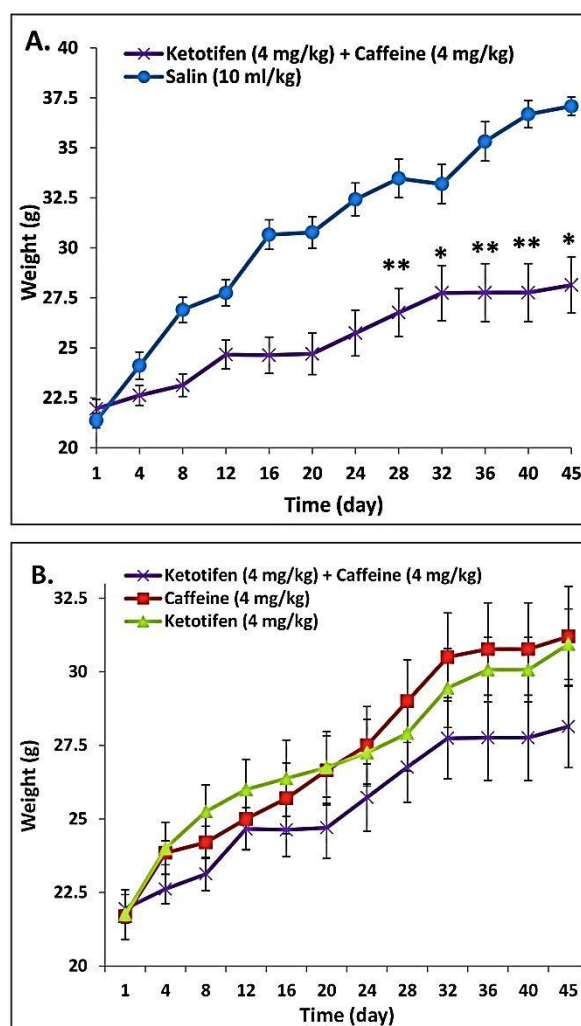 A.
Ketotifen (4 mg/kg) + Caffeine (4 mg/kg)
Salin (10 ml/kg)
40
37.5
35
32.5
30
27.5
25
22.5
20
Weight (g)
** * ** ** *
1 4 8 12 16 20 24 28 32 36 40 45
Time (day)
B.
Ketotifen (4 mg/kg) + Caffeine (4 mg/kg)
Caffeine (4 mg/kg)
Ketotifen (4 mg/kg)
32.5
30
27.5
25
22.5
20
Weight (g)
1 4 8 12 16 20 24 28 32 36 40 45
Time (day)